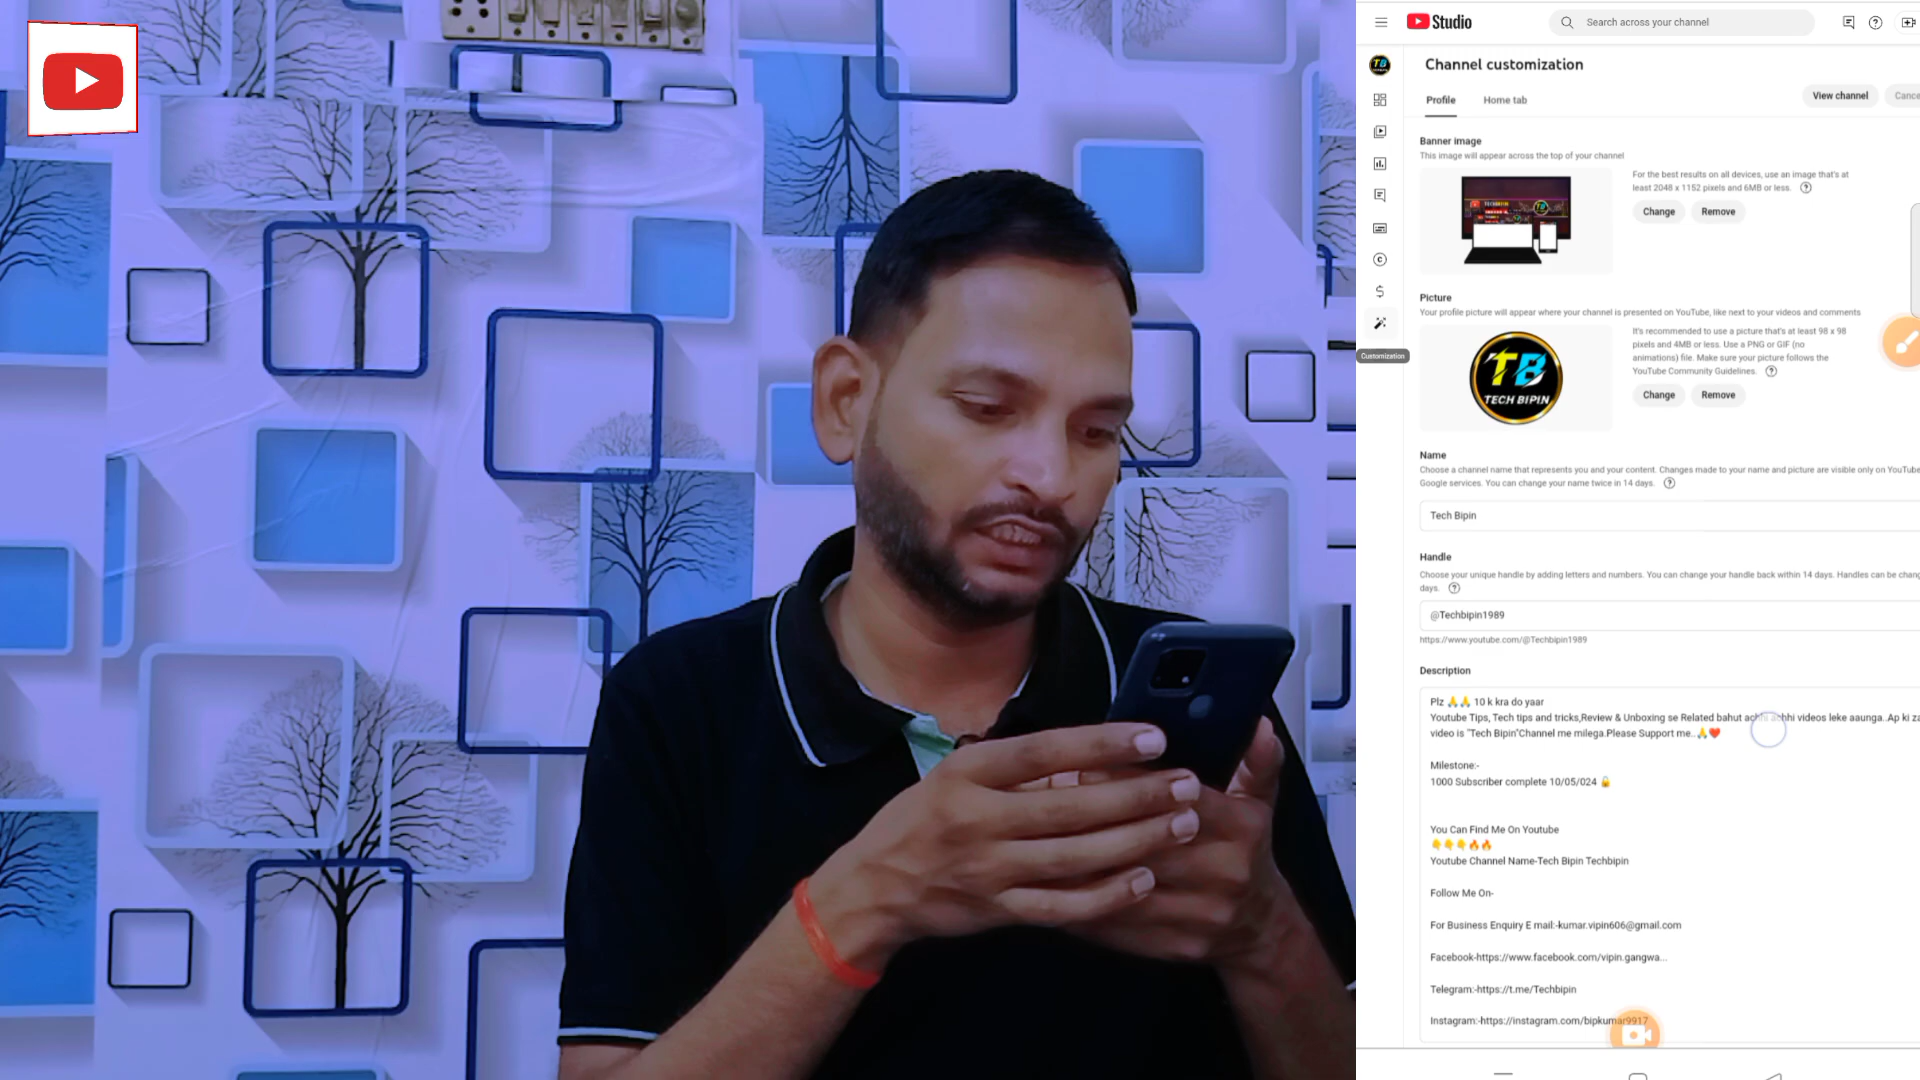 Studio
Search across your channel
Channel customization
Profile
Home tab
View channel
Cance
Banner image
This image will appear across the top of your channel
For the best results on all devices, use an image that's at
least 2048 x 1152 pixels and 6MB or less.
Change
Remove
Picture
Your profile picture will appear where your channel is presented on YouTube, like next to your videos and comments
It's recommended to use a picture that's at least 98 x 98
pixels and 4MB or less. Use a PNG or GIF (no
animations) file. Make sure your picture follows the
YouTube Community Guidelines.
TB
TECH BIPIN
Change
Remove
Customization
Name
Choose a channel name that represents you and your content. Changes made to your name and picture are visible only on YouTube
Google services. You can change your name twice in 14 days.
Tech Bipin
Handle
Choose your unique handle by adding letters and numbers. You can change your handle back within 14 days. Handles can be chang
days.
@Techbipin1989
https://www.youtube.com/@Techbipin1989
Description
Plz 🙏🙏 10 k kra do yaar
Youtube Tips, Tech tips and tricks,Review & Unboxing se Related bahut achhi achhi videos leke aaunga..Ap ki za
video is "Tech Bipin"Channel me milega.Please Support me..🙏❤️
Milestone:-
1000 Subscriber complete 10/05/024 🔓
You Can Find Me On Youtube
👇👇👇🔥🔥
Youtube Channel Name-Tech Bipin Techbipin
Follow Me On-
For Business Enquiry E mail:-kumar.vipin606@gmail.com
Facebook-https://www.facebook.com/vipin.gangwa...
Telegram:-https://t.me/Techbipin
Instagram:-https://instagram.com/bipkumar9917